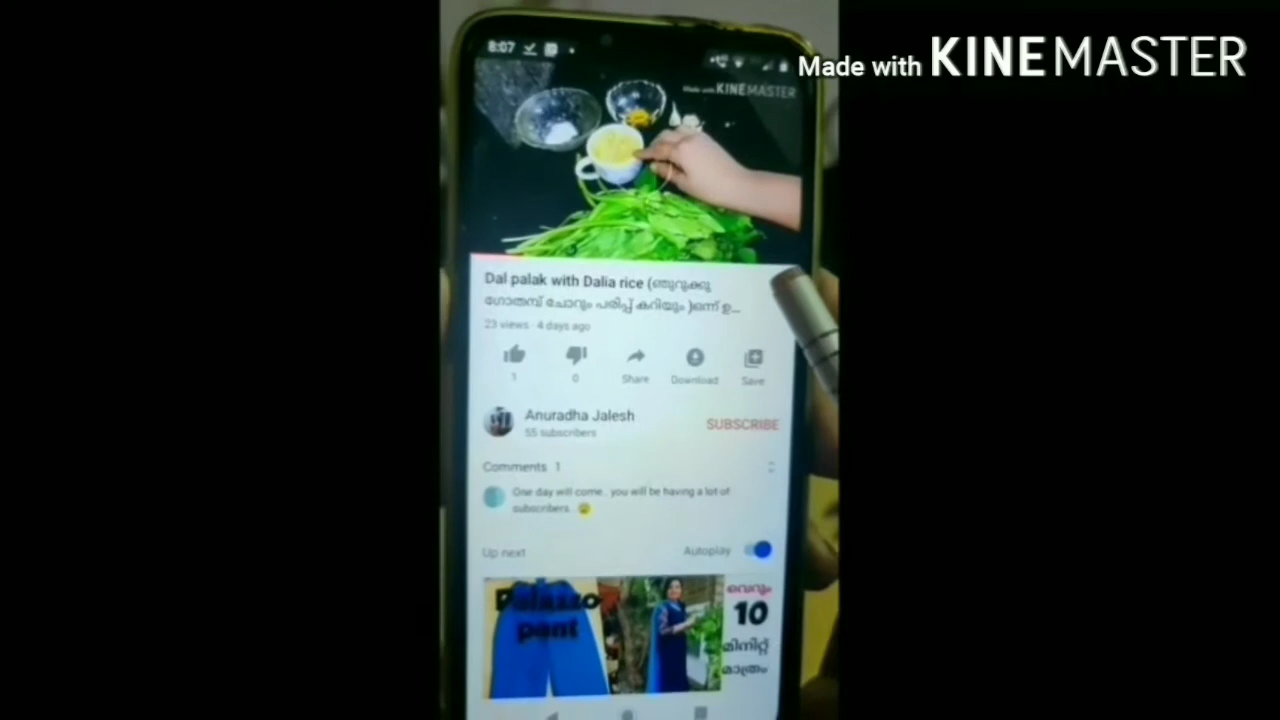 Made with KINEMASTER
8:07
Made with KINEMASTER
Dal palak with Dalia rice (ഞുറുക്കു
ഗോതമ്പ് ചോറും പരിപ്പ് കറിയും )ഒന്ന് ഉ...
23 views · 4 days ago
1
0
Share
Download
Save
Anuradha Jalesh
55 subscribers
SUBSCRIBE
Comments 1
One day will come.. you will be having a lot of
subscribers..
Up next
Autoplay
Palazzo
pant
വെറും
10
മിനിറ്റ്
മാത്രം